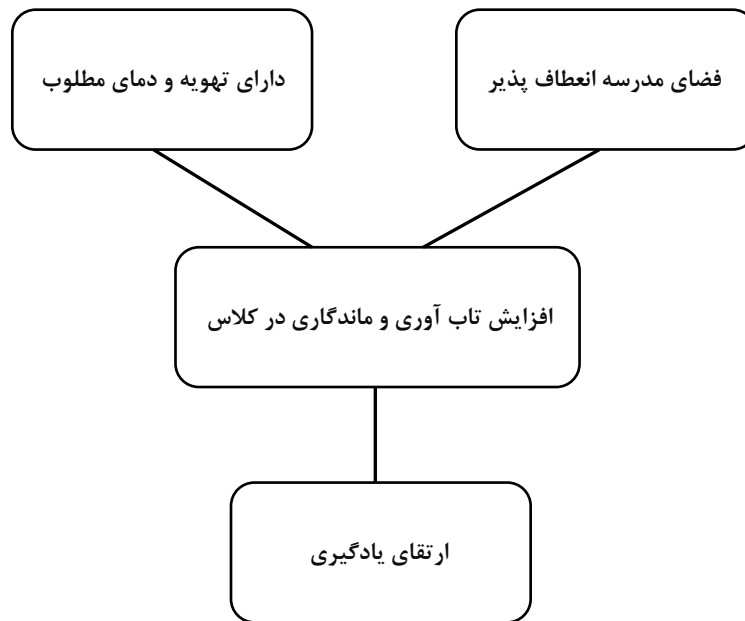 فضای مدرسه انعطاف پذیر
دارای تهویه و دمای مطلوب
افزایش تاب آوری و ماندگاری در کلاس
ارتقای یادگیری